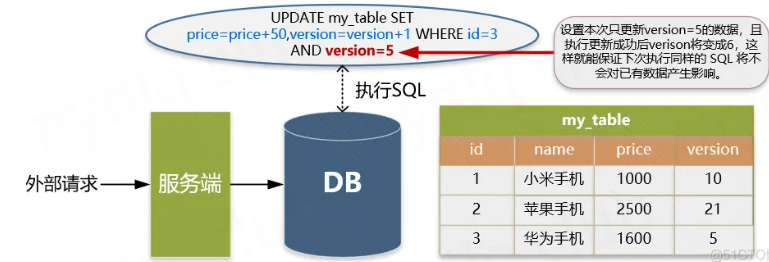 UPDATE my_table SET
price=price+50,version=version+1 WHERE id=3
AND version=5
设置本次只更新version=5的数据，且
执行更新成功后verison将变成6，这
样就能保证下次执行同样的 SQL 将不
会对已有数据产生影响。
执行SQL
外部请求
服务端
DB
my_table
id name price version
1 小米手机 1000 10
2 苹果手机 2500 21
3 华为手机 1600 5